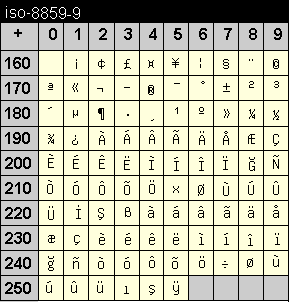 iso-8859-9
+ 0 1 2 3 4 5 6 7 8 9
160 ¡ ¢ £ ¤ ¥ ¦ § ¨ ©
170 ª « ¬ - ® ¯ ° ± ² ³
180 ´ µ ¶ · ¸ ¹ º » ¼ ½
190 ¾ ¿ À Á Â Ã Ä Å Æ Ç
200 È É Ê Ë Ì Í Î Ï Ğ Ñ
210 Ò Ó Ô Õ Ö × Ø Ù Ú Û
220 Ü İ Ş ß à á â ã ä å
230 æ ç è é ê ë ì í î ï
240 ğ ñ ò ó ô õ ö ÷ ø ù
250 ú û ü ı ş ÿ